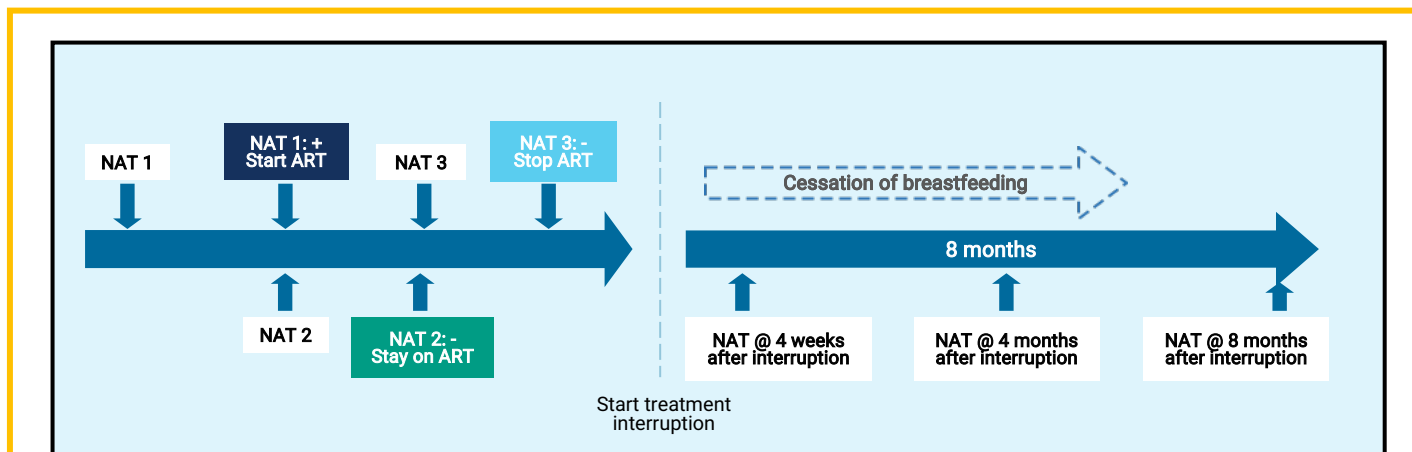 NAT 1
NAT 1: +
Start ART
NAT 3
NAT 3: -
Stop ART
NAT 2
NAT 2: -
Stay on ART
Start treatment
interruption
Cessation of breastfeeding
8 months
NAT @ 4 weeks
after interruption
NAT @ 4 months
after interruption
NAT @ 8 months
after interruption